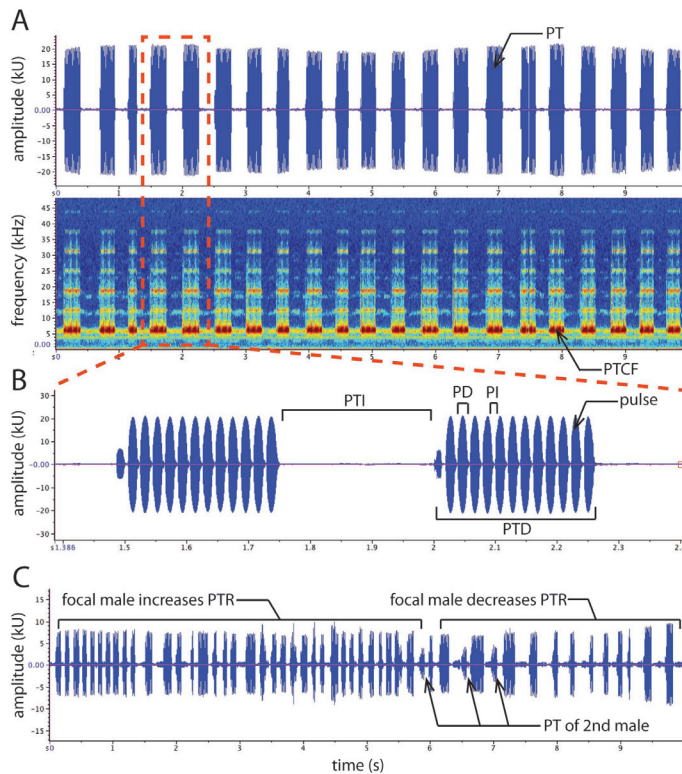 A
PT
amplitude (kU)
20
15
10
5
0.00
-5
-10
-15
-20
s0 1 2 3 4 5 6 7 8 9
frequency (kHz)
45
40
35
30
25
20
15
10
5
0.00
s0 1 2 3 4 5 6 7 8 9
PTCF
B
PTI
PD PI
pulse
amplitude (kU)
30
20
10
0.00
-10
-20
-30
PTD
s1.386 1.5 1.6 1.7 1.8 1.9 2 2.1 2.2 2.3 2.
C
focal male increases PTR
focal male decreases PTR
amplitude (kU)
15
10
5
0.00
-5
-10
-15
PT of 2nd male
s0 1 2 3 4 5 6 7 8 9
time (s)